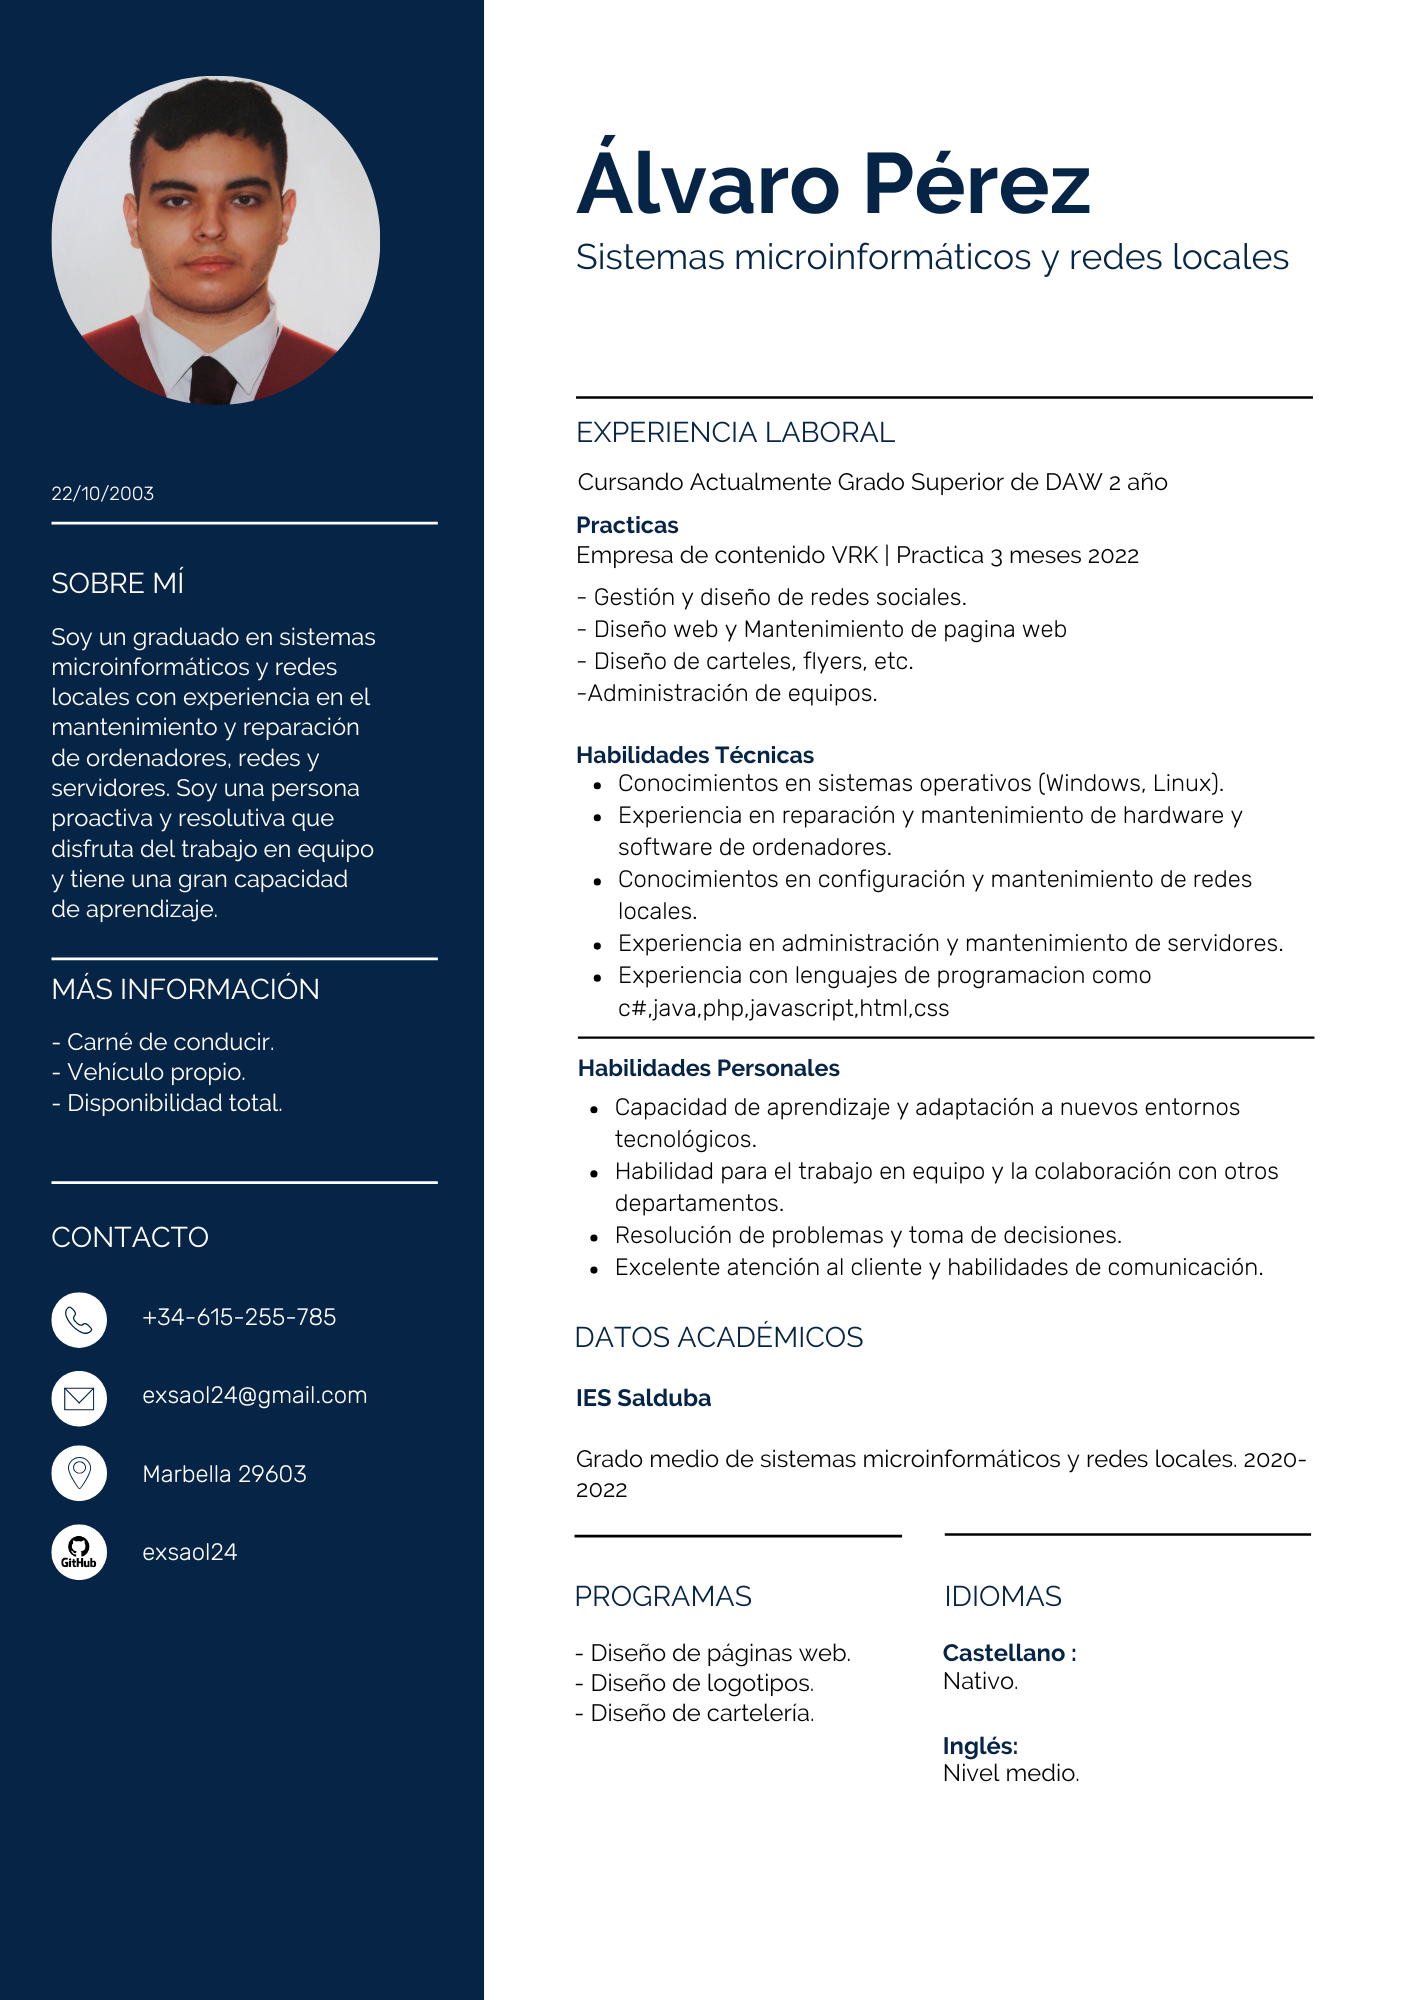 Álvaro Pérez
Sistemas microinformáticos y redes locales
22/10/2003
SOBRE MÍ
Soy un graduado en sistemas
microinformáticos y redes
locales con experiencia en el
mantenimiento y reparación
de ordenadores, redes y
servidores. Soy una persona
proactiva y resolutiva que
disfruta del trabajo en equipo
y tiene una gran capacidad
de aprendizaje.
MÁS INFORMACIÓN
- Carné de conducir.
- Vehículo propio.
- Disponibilidad total.
CONTACTO
+34-615-255-785
exsaol24@gmail.com
Marbella 29603
GitHub
exsaol24
EXPERIENCIA LABORAL
Cursando Actualmente Grado Superior de DAW 2 año
Practicas
Empresa de contenido VRK | Practica 3 meses 2022
- Gestión y diseño de redes sociales.
- Diseño web y Mantenimiento de pagina web
- Diseño de carteles, flyers, etc.
-Administración de equipos.
Habilidades Técnicas
• Conocimientos en sistemas operativos (Windows, Linux).
• Experiencia en reparación y mantenimiento de hardware y
software de ordenadores.
• Conocimientos en configuración y mantenimiento de redes
locales.
• Experiencia en administración y mantenimiento de servidores.
• Experiencia con lenguajes de programacion como
c#,java,php,javascript,html,css
Habilidades Personales
• Capacidad de aprendizaje y adaptación a nuevos entornos
tecnológicos.
• Habilidad para el trabajo en equipo y la colaboración con otros
departamentos.
• Resolución de problemas y toma de decisiones.
• Excelente atención al cliente y habilidades de comunicación.
DATOS ACADÉMICOS
IES Salduba
Grado medio de sistemas microinformáticos y redes locales. 2020-
2022
PROGRAMAS
- Diseño de páginas web.
- Diseño de logotipos.
- Diseño de cartelería.
IDIOMAS
Castellano :
Nativo.
Inglés:
Nivel medio.